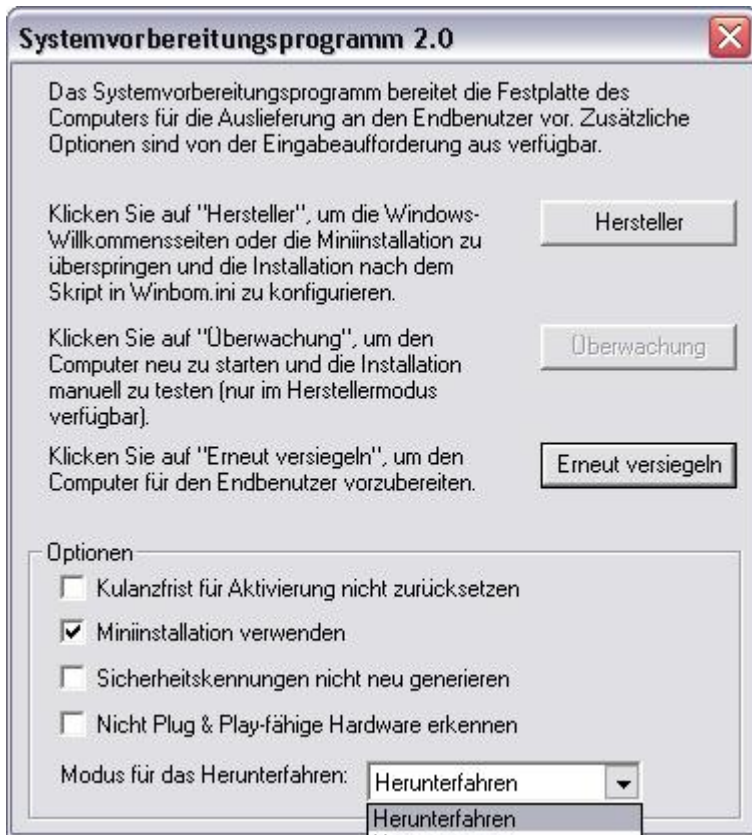 Systemvorbereitungsprogramm 2.0
Das Systemvorbereitungsprogramm bereitet die Festplatte des
Computers für die Auslieferung an den Endbenutzer vor. Zusätzliche
Optionen sind von der Eingabeaufforderung aus verfügbar.
Klicken Sie auf "Hersteller", um die Windows-
Willkommensseiten oder die Miniinstallation zu
überspringen und die Installation nach dem
Skript in Winbom.ini zu konfigurieren.
Hersteller
Klicken Sie auf "Überwachung", um den
Computer neu zu starten und die Installation
manuell zu testen (nur im Herstellermodus
verfügbar).
Überwachung
Klicken Sie auf "Erneut versiegeln", um den
Computer für den Endbenutzer vorzubereiten.
Erneut versiegeln
Optionen
Kulanzfrist für Aktivierung nicht zurücksetzen
Miniinstallation verwenden
Sicherheitskennungen nicht neu generieren
Nicht Plug & Play-fähige Hardware erkennen
Modus für das Herunterfahren:
Herunterfahren
Herunterfahren